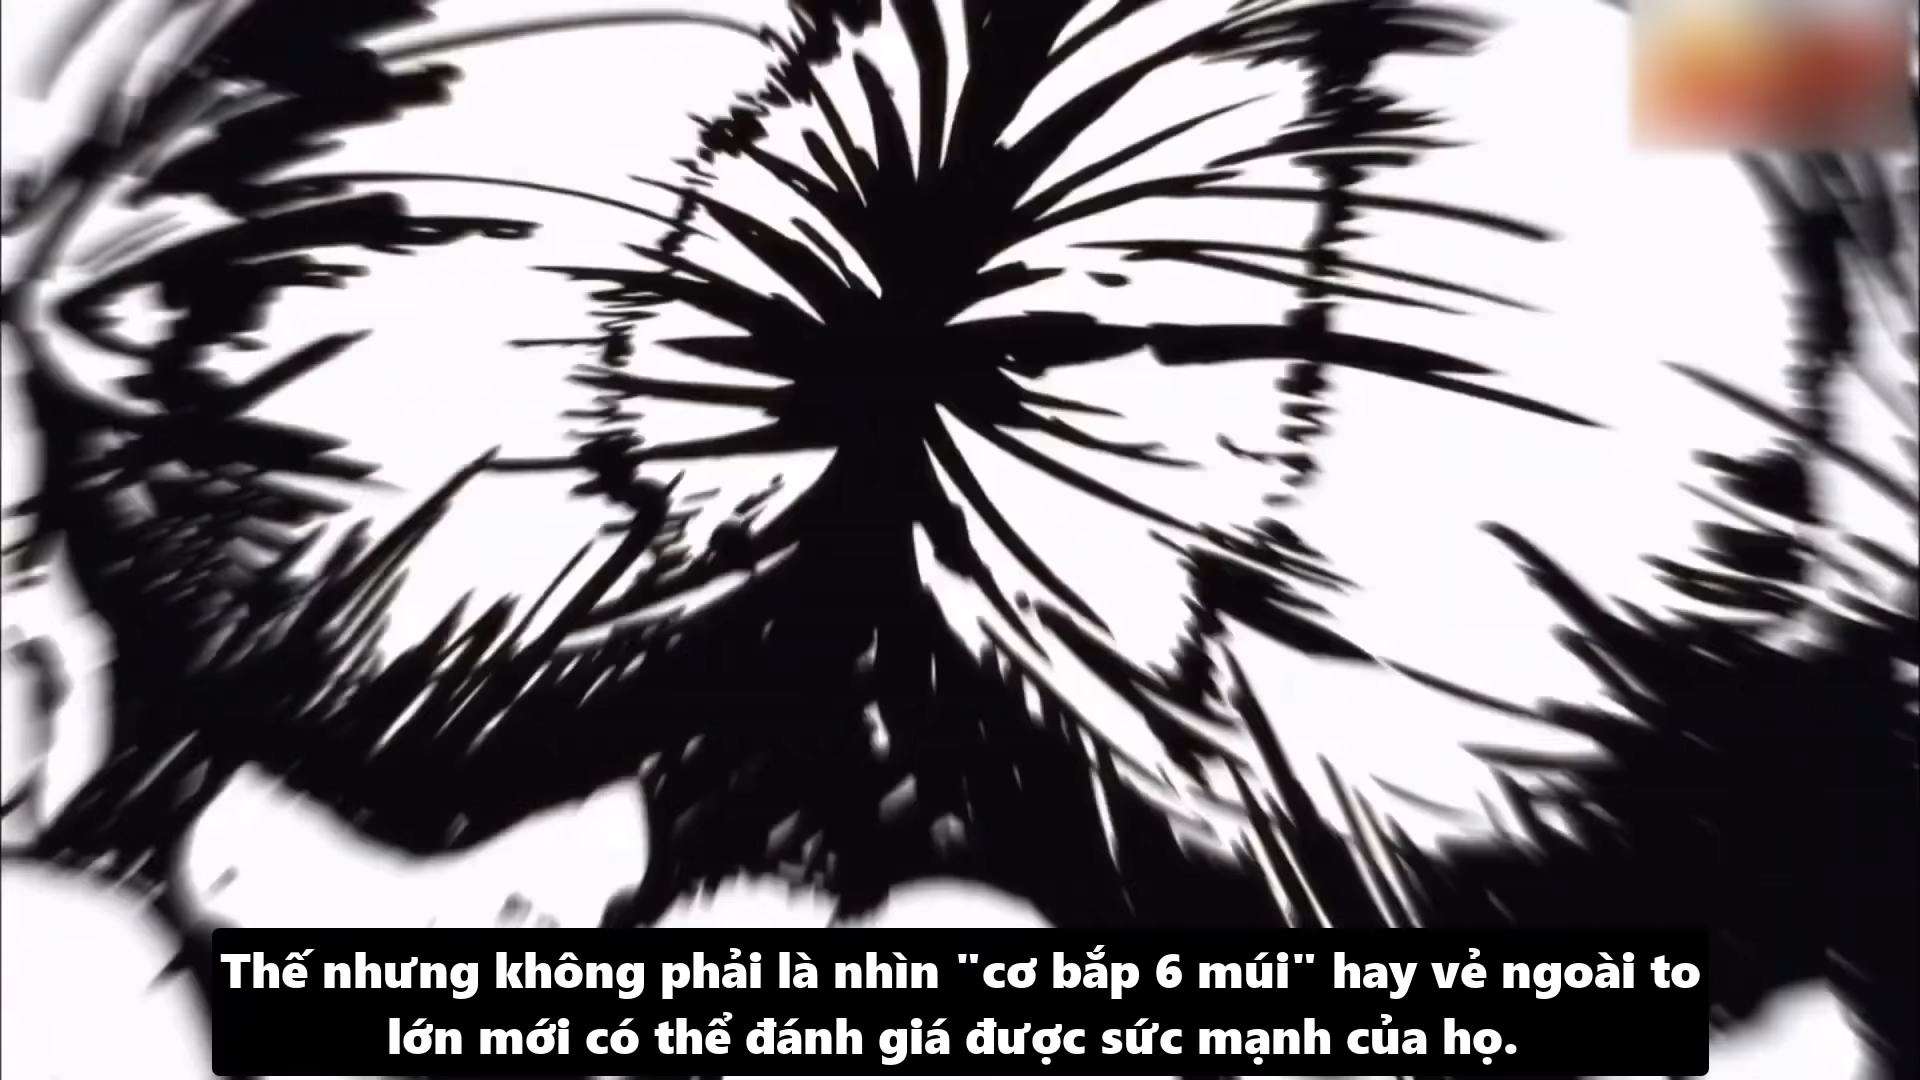 Thế nhưng không phải là nhìn "cơ bắp 6 múi" hay vẻ ngoài to
lớn mới có thể đánh giá được sức mạnh của họ.